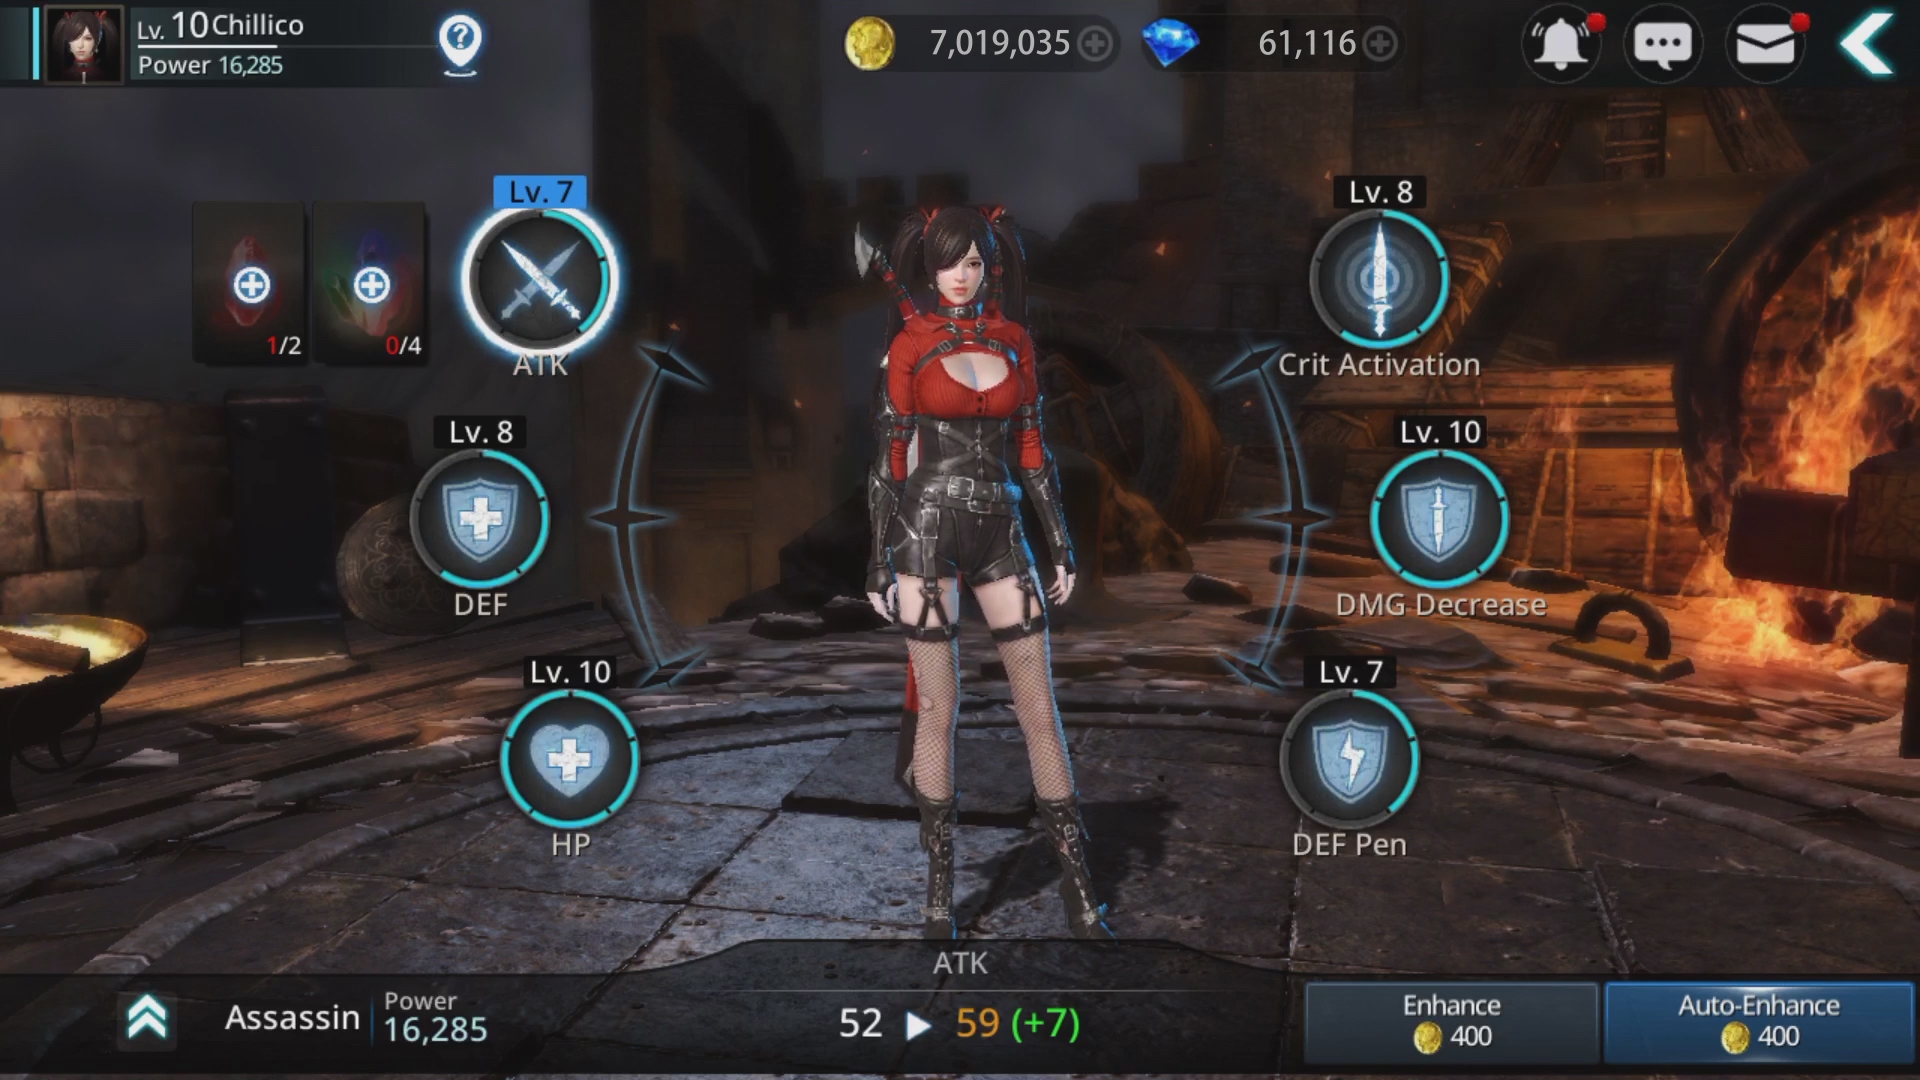 Lv. 10 Chillico
Power 16,285
7,019,035
61,116
Lv. 7
1/2
0/4
ATK
Lv. 8
Crit Activation
Lv. 8
DEF
Lv. 10
DMG Decrease
Lv. 10
HP
Lv. 7
DEF Pen
ATK
Assassin
Power
16,285
52 ▶ 59 (+7)
Enhance
400
Auto-Enhance
400